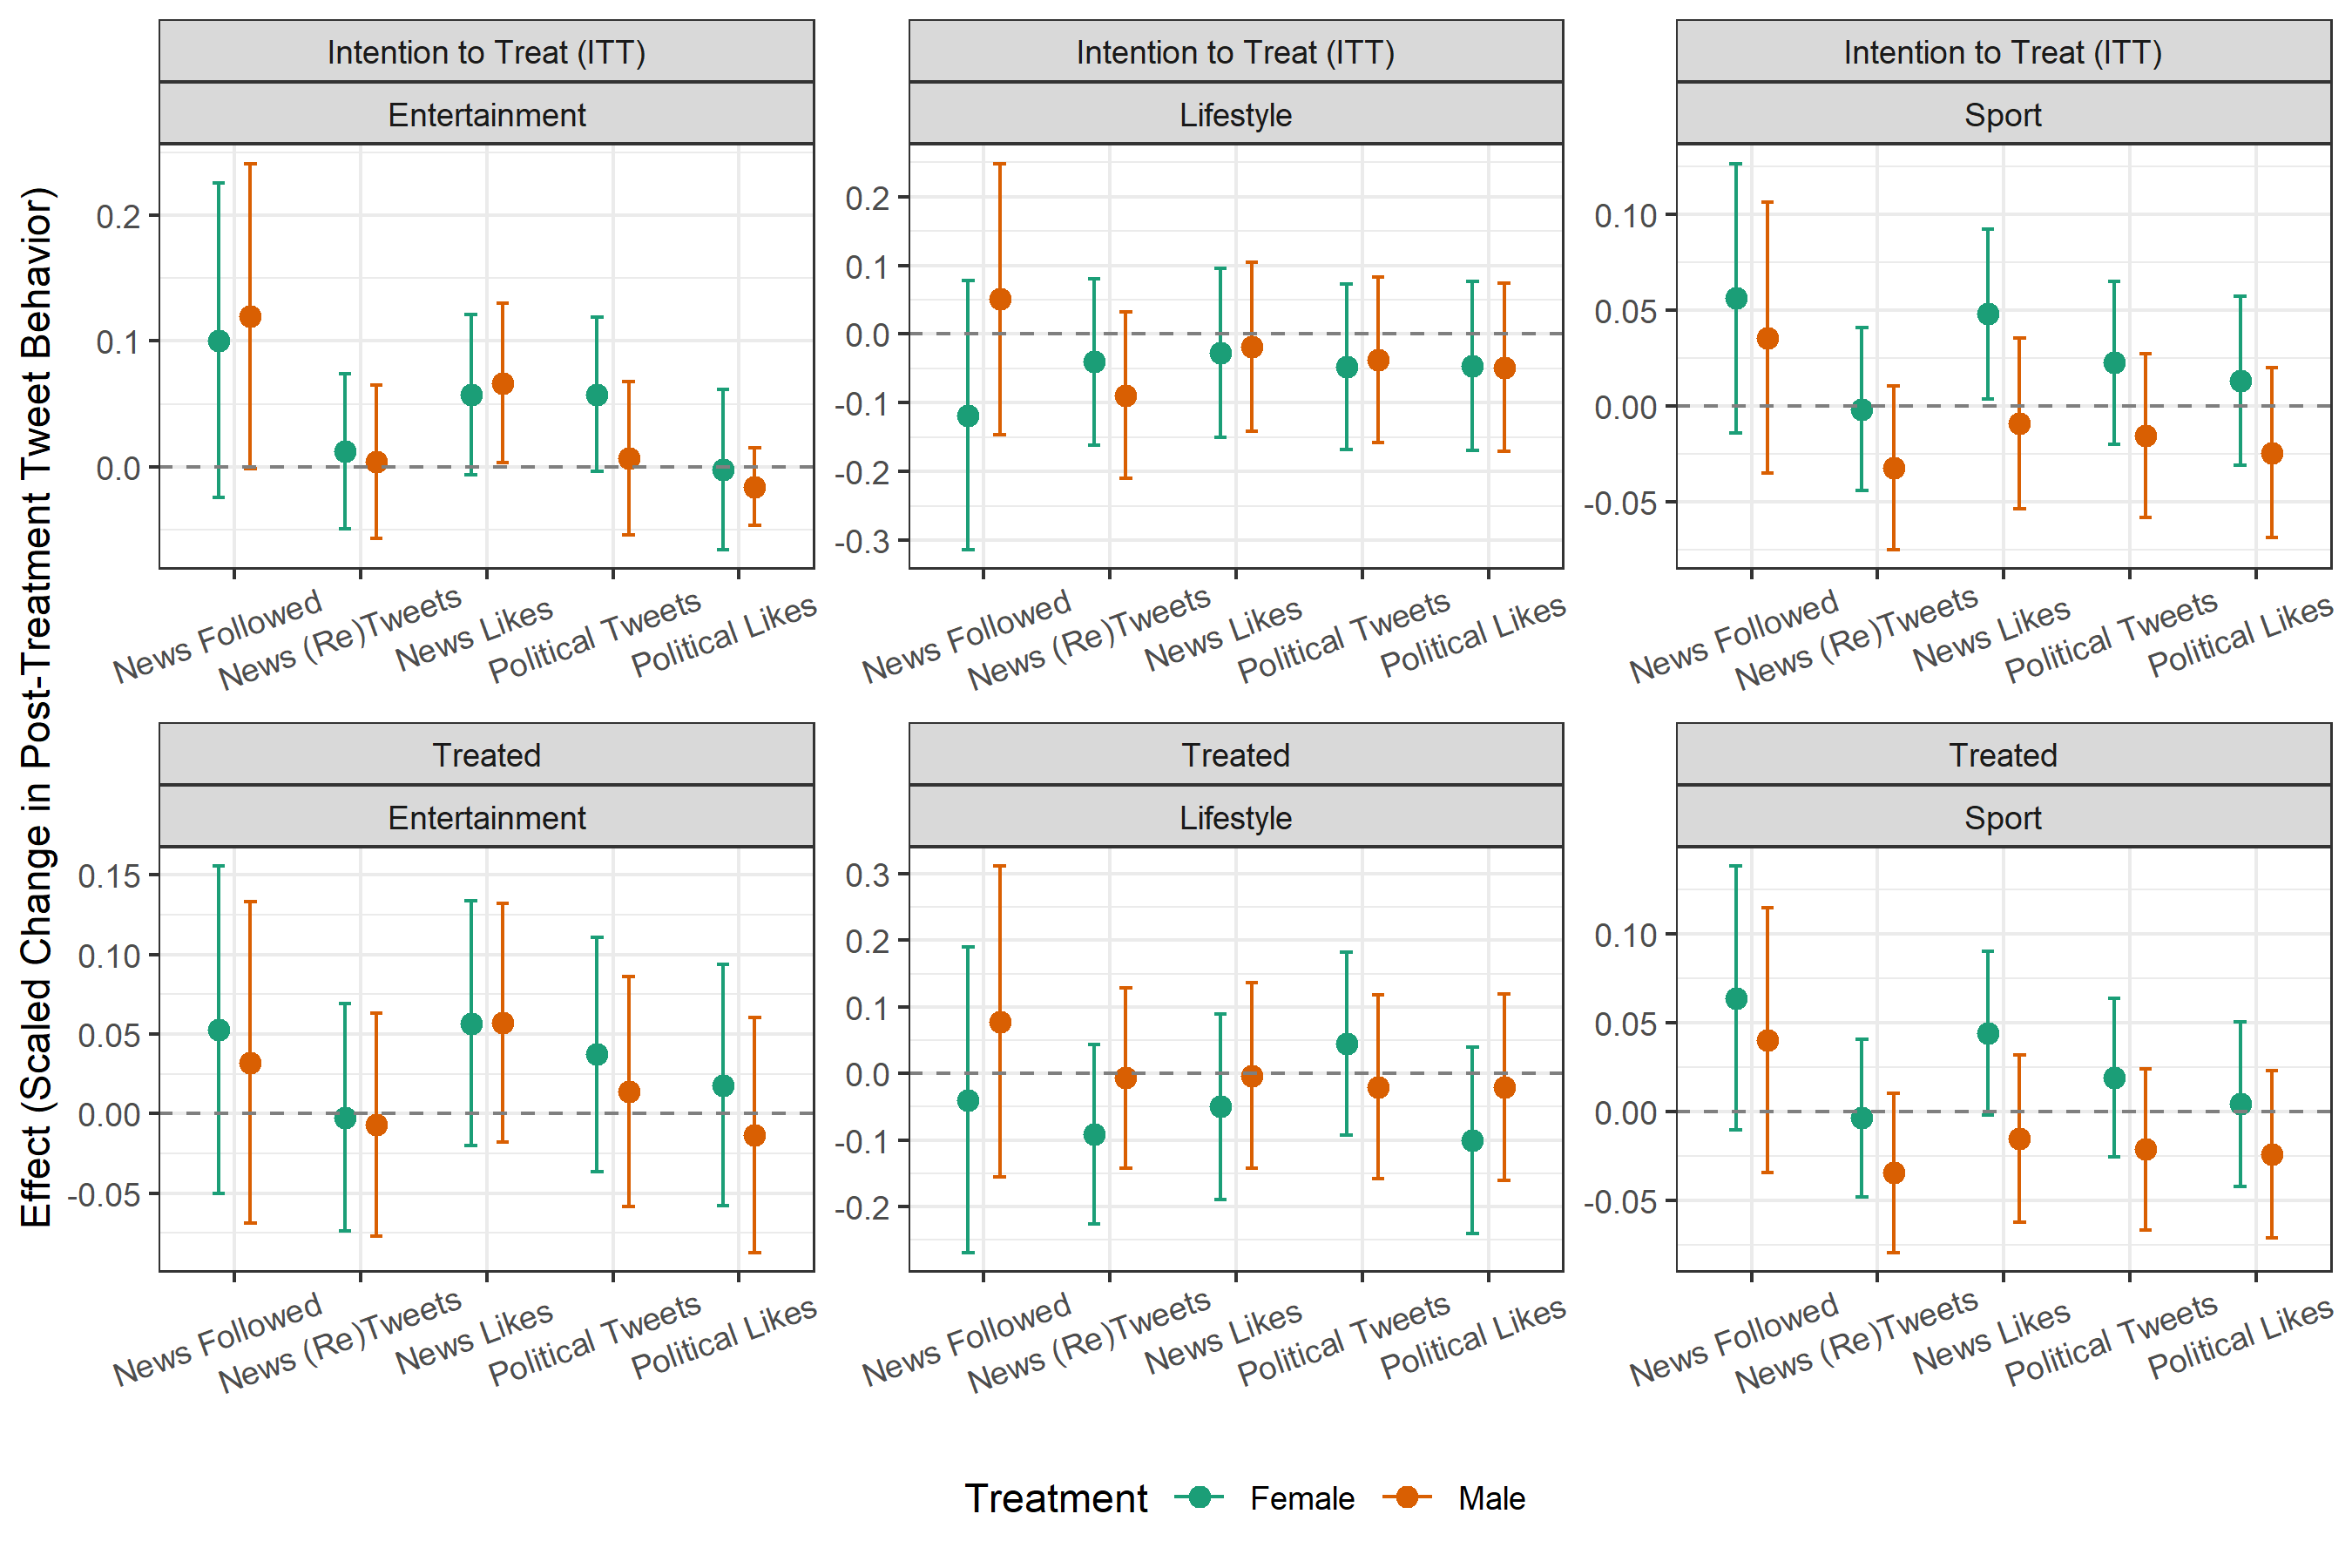 Effect (Scaled Change in Post-Treatment Tweet Behavior)
Intention to Treat (ITT)
Entertainment
0.2
0.1
0.0
News Followed
News (Re)Tweets
News Likes
Political Tweets
Political Likes
Intention to Treat (ITT)
Lifestyle
0.2
0.1
0.0
-0.1
-0.2
-0.3
News Followed
News (Re)Tweets
News Likes
Political Tweets
Political Likes
Intention to Treat (ITT)
Sport
0.10
0.05
0.00
-0.05
News Followed
News (Re)Tweets
News Likes
Political Tweets
Political Likes
Treated
Entertainment
0.15
0.10
0.05
0.00
-0.05
News Followed
News (Re)Tweets
News Likes
Political Tweets
Political Likes
Treated
Lifestyle
0.3
0.2
0.1
0.0
-0.1
-0.2
News Followed
News (Re)Tweets
News Likes
Political Tweets
Political Likes
Treated
Sport
0.10
0.05
0.00
-0.05
News Followed
News (Re)Tweets
News Likes
Political Tweets
Political Likes
Treatment Female Male